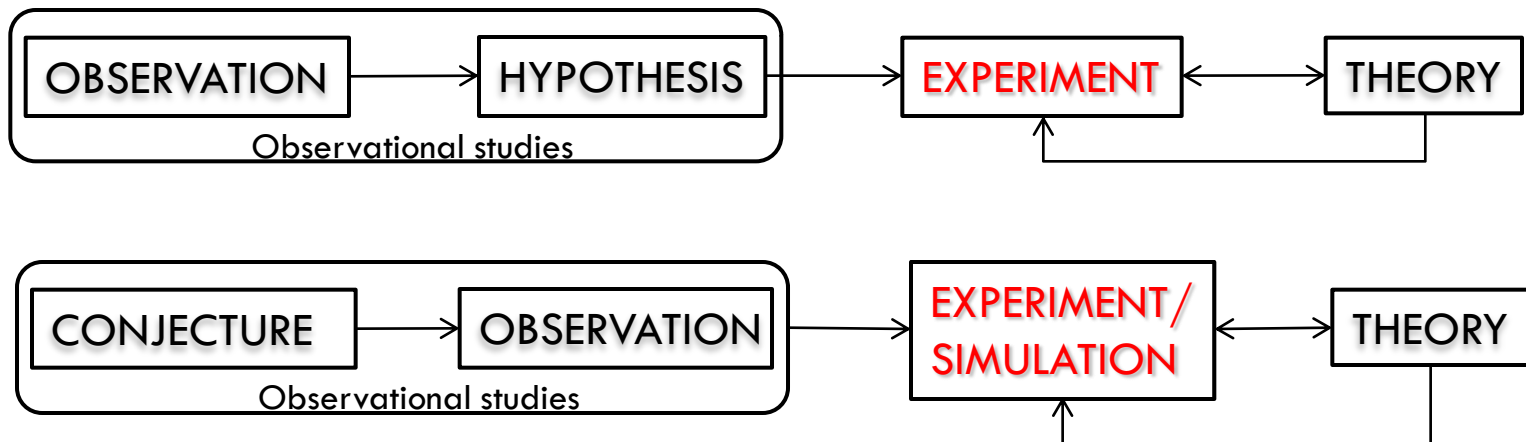 OBSERVATION
HYPOTHESIS
EXPERIMENT
THEORY
Observational studies
CONJECTURE
OBSERVATION
EXPERIMENT/
SIMULATION
THEORY
Observational studies